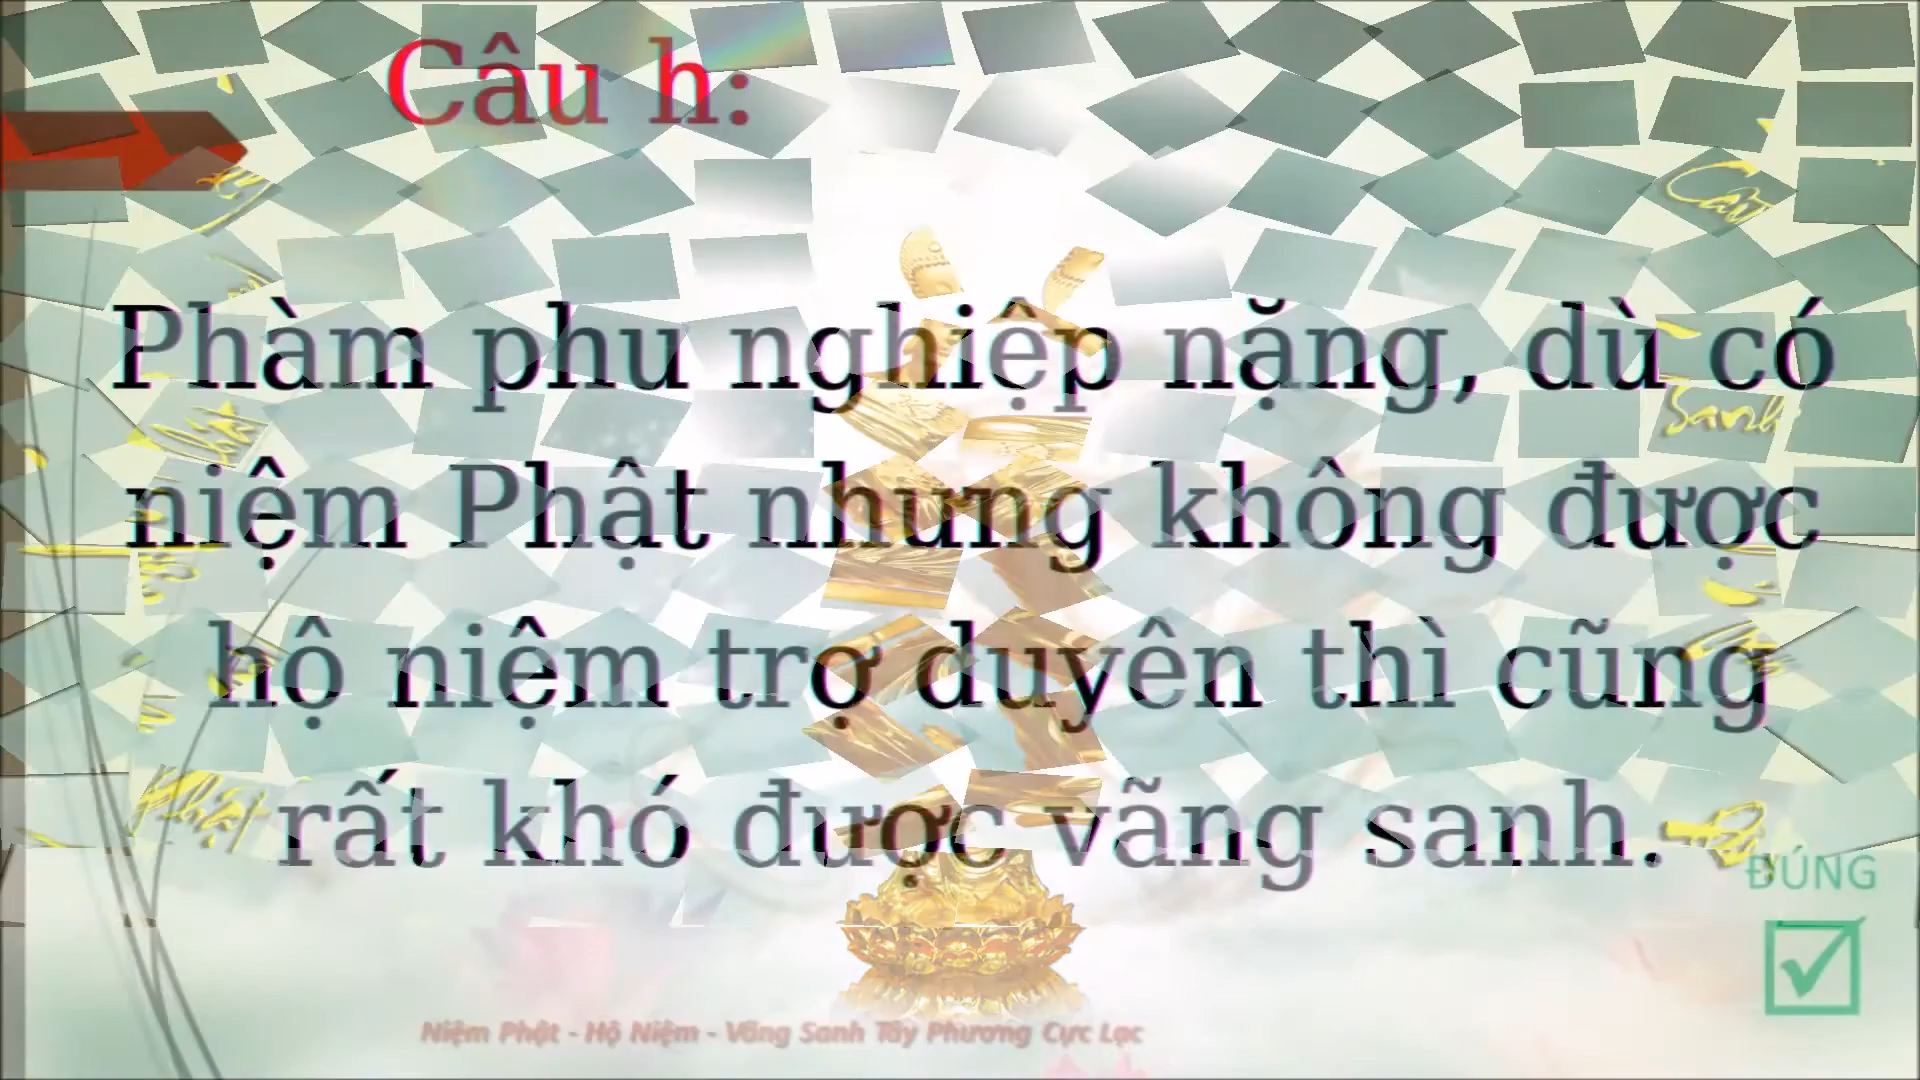 Câu h:
Phàm phu nghiệp nặng, dù có
niệm Phật nhưng không được
hộ niệm trợ duyên thì cũng
rất khó được vãng sanh.
ĐÚNG
Niệm Phật - Hộ Niệm - Vãng Sanh Tây Phương Cực Lạc